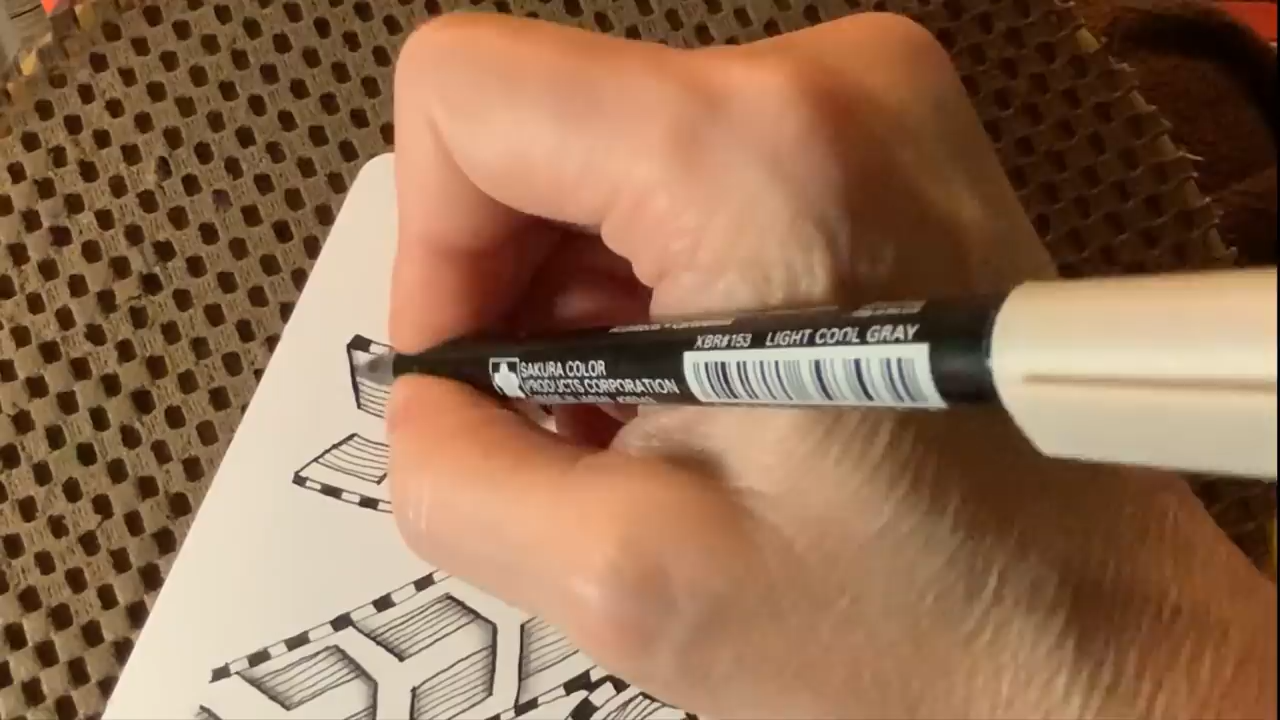 XBR#153 LIGHT COOL GRAY
SAKURA COLOR
PRODUCTS CORPORATION